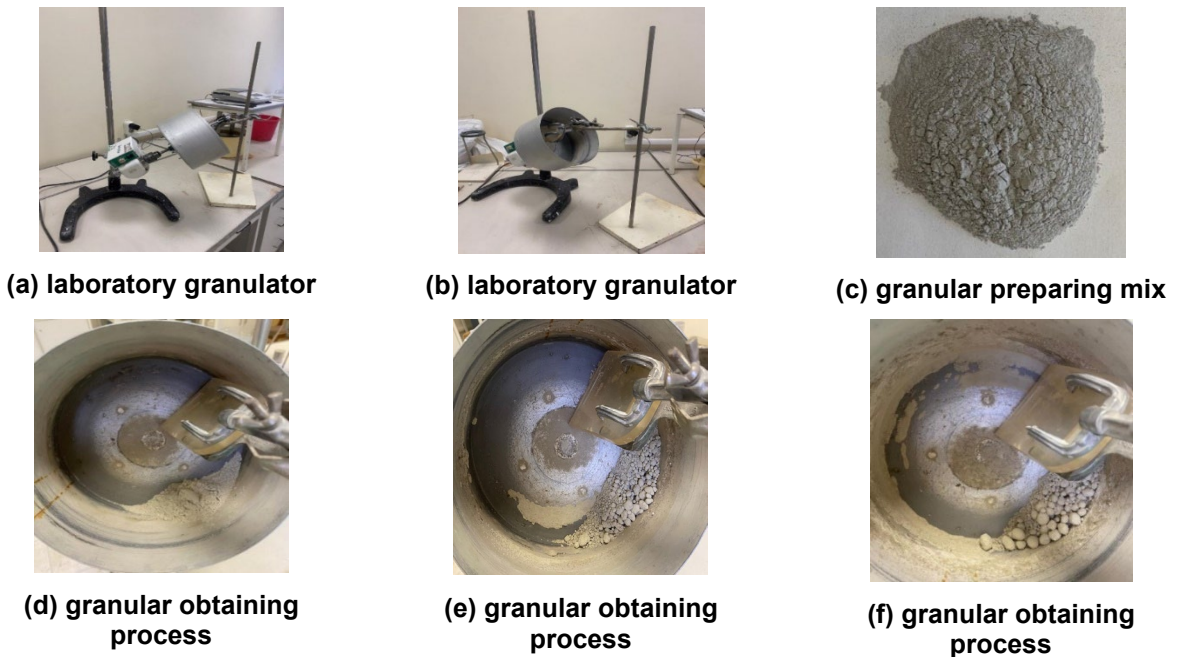 (a) laboratory granulator
(b) laboratory granulator
(c) granular preparing mix
(d) granular obtaining
process
(e) granular obtaining
process
(f) granular obtaining
process